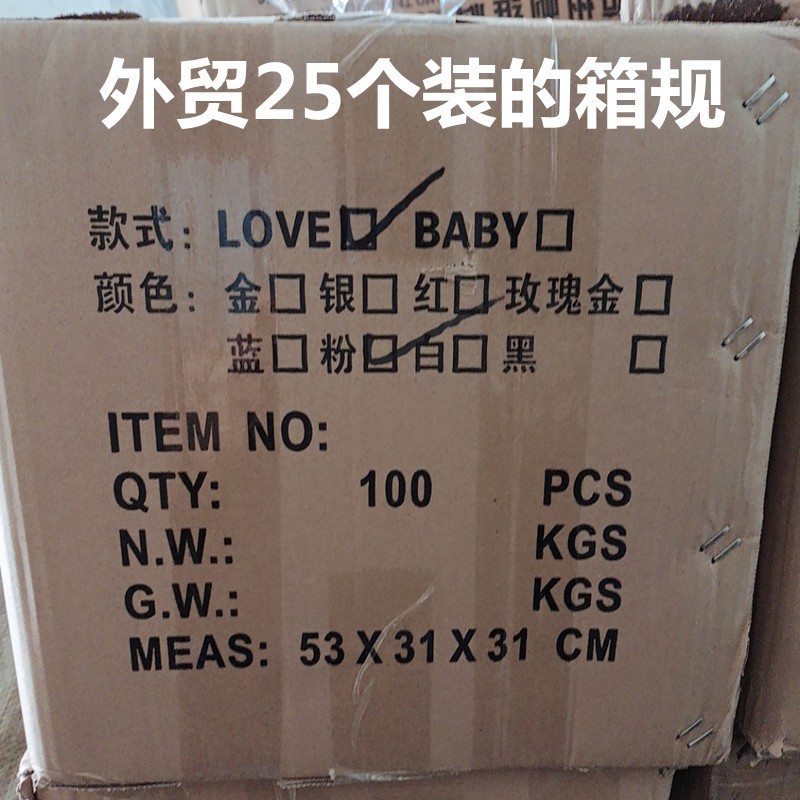 外贸25个装的箱规
款式：LOVE☑ BABY□
颜色：金□银□红□玫瑰金□
蓝□粉☑白□黑 □
ITEM NO:
QTY: 100 PCS
N.W.: KGS
G.W.: KGS
MEAS: 53 X 31 X 31 CM